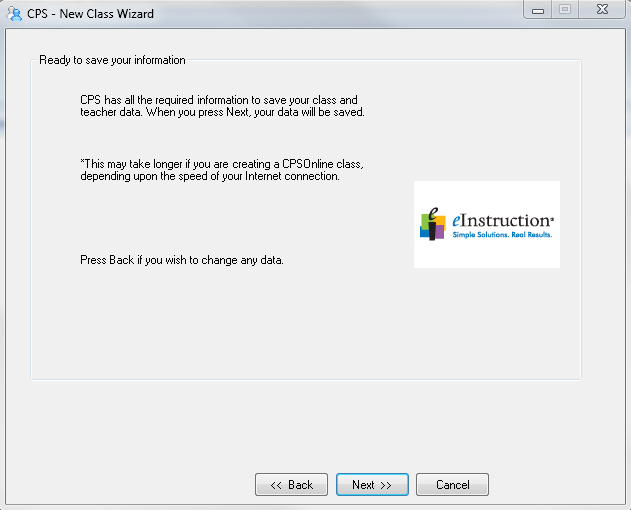 CPS - New Class Wizard
Ready to save your information
CPS has all the required information to save your class and
teacher data. When you press Next, your data will be saved.
*This may take longer if you are creating a CPSOnline class,
depending upon the speed of your Internet connection.
eInstruction®
Simple Solutions. Real Results.
Press Back if you wish to change any data.
<< Back
Next >>
Cancel